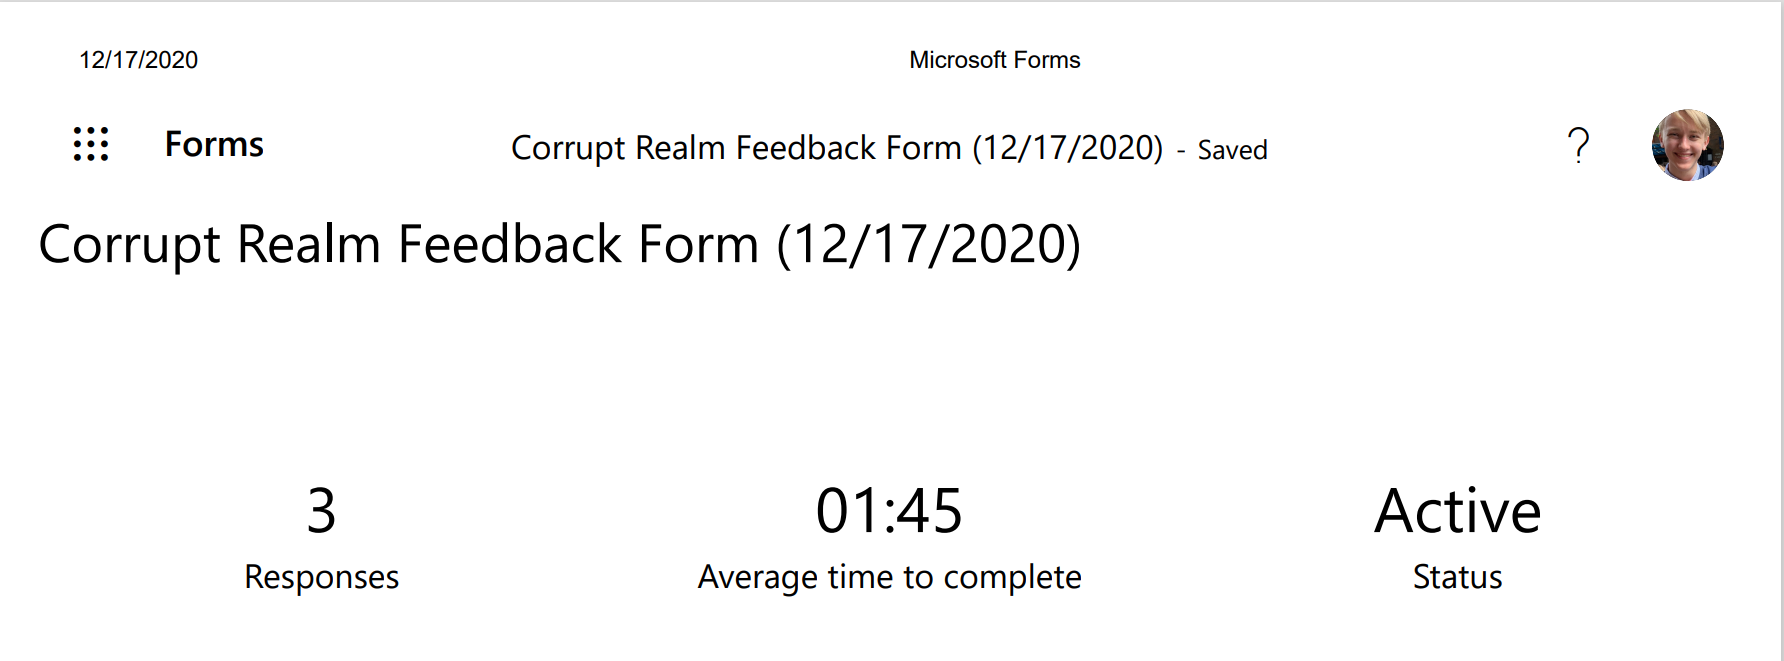 12/17/2020 Microsoft Forms
Forms Corrupt Realm Feedback Form (12/17/2020) - Saved ?
Corrupt Realm Feedback Form (12/17/2020)
3 01:45 Active
Responses Average time to complete Status